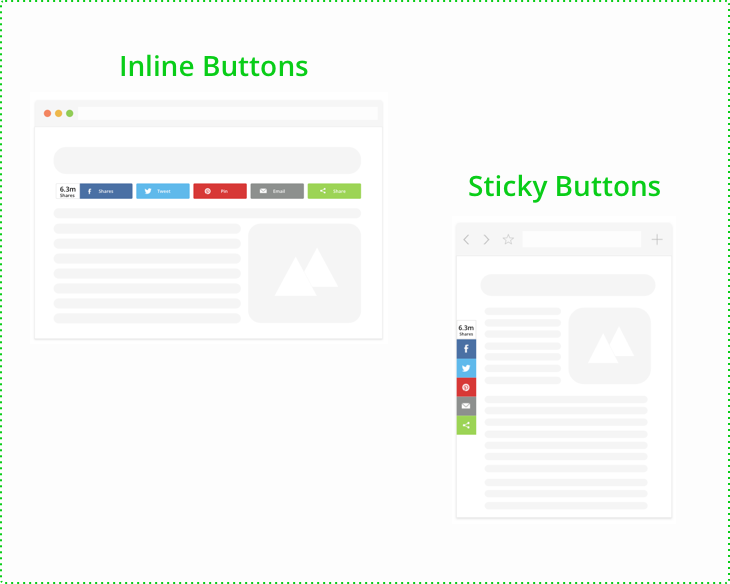 Inline Buttons
6.3m
Shares
Shares
Tweet
Pin
Email
Share
Sticky Buttons
6.3m
Shares